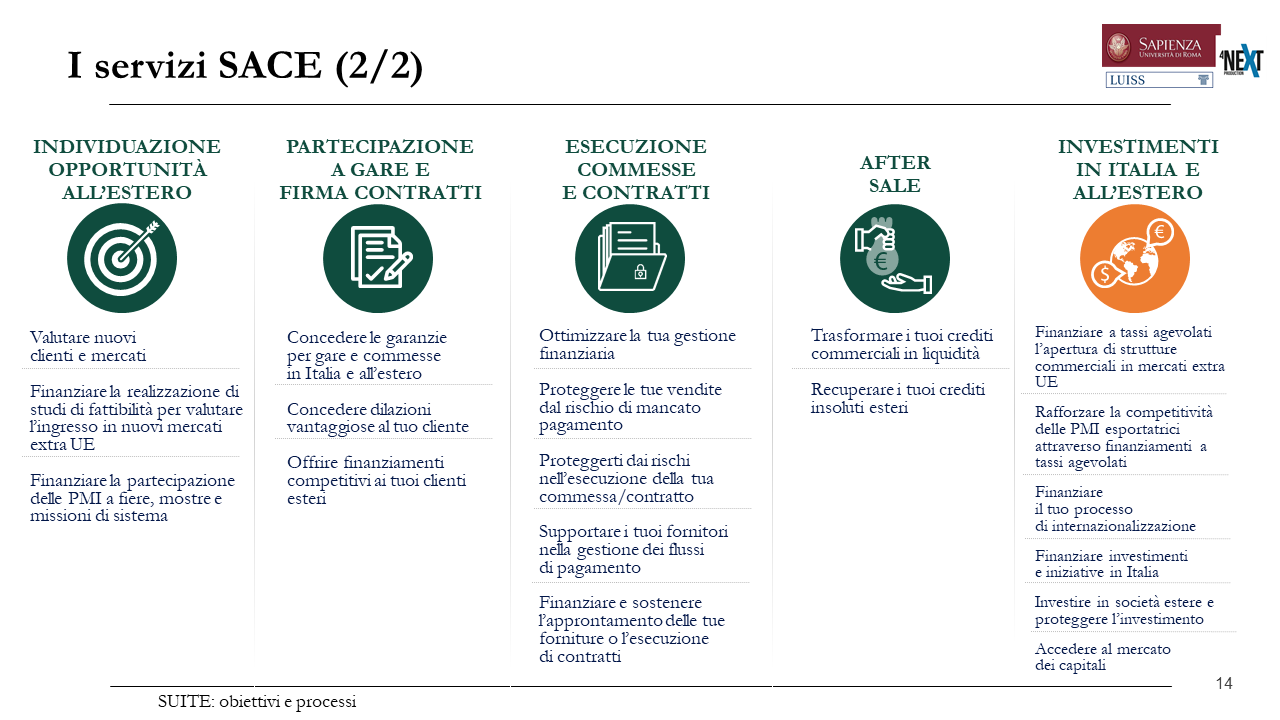 I servizi SACE (2/2)
SAPIENZA
UNIVERSITÀ DI ROMA
LUISS
4NEXT
PRODUCTION
INDIVIDUAZIONE
OPPORTUNITÀ
ALL'ESTERO
Valutare nuovi
clienti e mercati
Finanziare la realizzazione di
studi di fattibilità per valutare
l'ingresso in nuovi mercati
extra UE
Finanziare la partecipazione
delle PMI a fiere, mostre e
missioni di sistema
PARTECIPAZIONE
A GARE E
FIRMA CONTRATTI
Concedere le garanzie
per gare e commesse
in Italia e all'estero
Concedere dilazioni
vantaggiose al tuo cliente
Offrire finanziamenti
competitivi ai tuoi clienti
esteri
ESECUZIONE
COMMESSE
E CONTRATTI
Ottimizzare la tua gestione
finanziaria
Proteggere le tue vendite
dal rischio di mancato
pagamento
Proteggerti dai rischi
nell'esecuzione della tua
commessa/contratto
Supportare i tuoi fornitori
nella gestione dei flussi
di pagamento
Finanziare e sostenere
l'approntamento delle tue
forniture o l'esecuzione
di contratti
AFTER
SALE
€
Trasformare i tuoi crediti
commerciali in liquidità
Recuperare i tuoi crediti
insoluti esteri
INVESTIMENTI
IN ITALIA E
ALL'ESTERO
€
$
Finanziare a tassi agevolati
l'apertura di strutture
commerciali in mercati extra
UE
Rafforzare la competitività
delle PMI esportatrici
attraverso finanziamenti a
tassi agevolati
Finanziare
il tuo processo
di internazionalizzazione
Finanziare investimenti
e iniziative in Italia
Investire in società estere e
proteggere l'investimento
Accedere al mercato
dei capitali
14
SUITE: obiettivi e processi